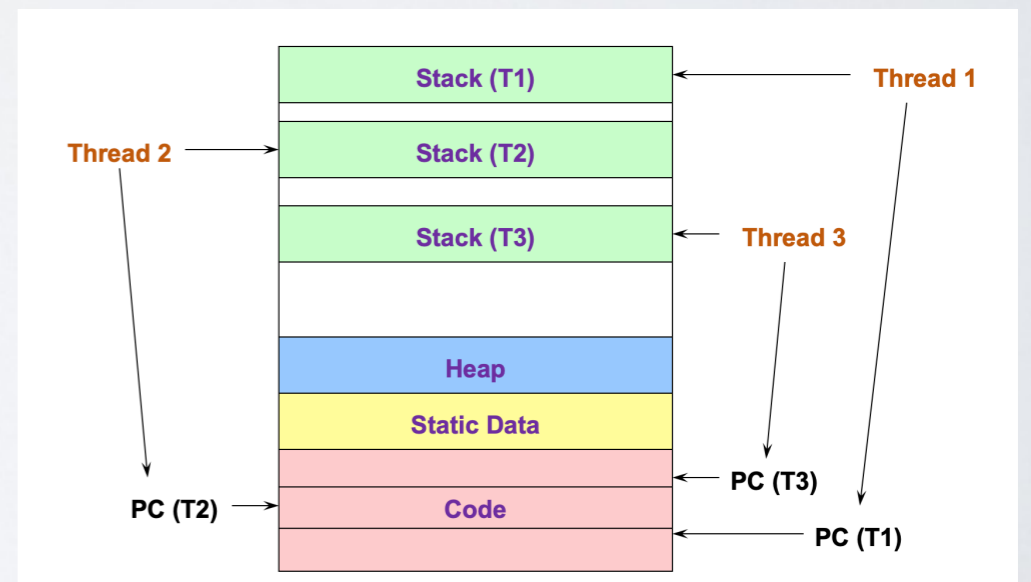 Stack (T1)
Thread 1
Thread 2
Stack (T2)
Stack (T3)
Thread 3
Heap
Static Data
PC (T3)
PC (T2)
Code
PC (T1)